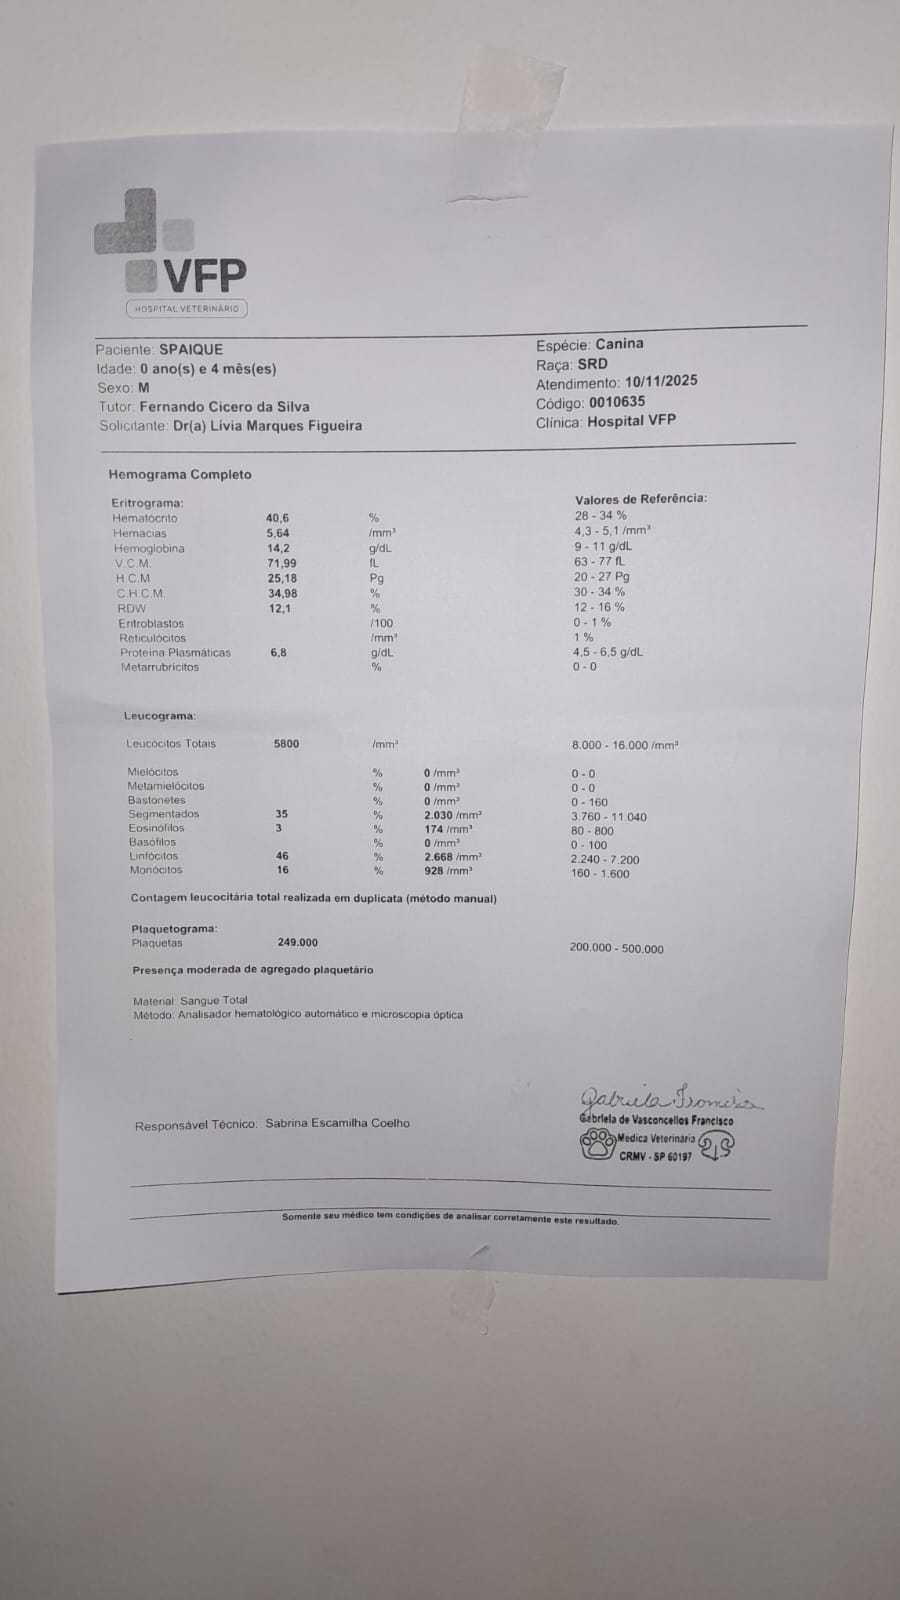 VFP
HOSPITAL VETERINÁRIO
Paciente: SPAIQUE
Idade: 0 ano(s) e 4 mês(es)
Sexo: M
Tutor: Fernando Cicero da Silva
Solicitante: Dr(a) Lívia Marques Figueira
Espécie: Canina
Raça: SRD
Atendimento: 10/11/2025
Código: 0010635
Clínica: Hospital VFP
Hemograma Completo
Eritrograma: Valores de Referência:
Hematócrito 40,6 % 28 - 34 %
Hemácias 5,64 /mm³ 4,3 - 5,1 /mm³
Hemoglobina 14,2 g/dL 9 - 11 g/dL
V.C.M. 71,99 fL 63 - 77 fL
H.C.M 25,18 Pg 20 - 27 Pg
C.H.C.M. 34,98 % 30 - 34 %
RDW 12,1 % 12 - 16 %
Eritroblastos /100 0 - 1 %
Reticulócitos /mm³ 1 %
Proteína Plasmáticas 6,8 g/dL 4,5 - 6,5 g/dL
Metarrubricitos % 0 - 0
Leucograma:
Leucócitos Totais 5800 /mm³ 8.000 - 16.000 /mm³
Mielócitos % 0 /mm³ 0 - 0
Metamielócitos % 0 /mm³ 0 - 0
Bastonetes % 0 /mm³ 0 - 160
Segmentados 35 % 2.030 /mm³ 3.760 - 11.040
Eosinófilos 3 % 174 /mm³ 80 - 800
Basófilos % 0 /mm³ 0 - 100
Linfócitos 46 % 2.668 /mm³ 2.240 - 7.200
Monócitos 16 % 928 /mm³ 160 - 1.600
Contagem leucocitária total realizada em duplicata (método manual)
Plaquetograma:
Plaquetas 249.000 200.000 - 500.000
Presença moderada de agregado plaquetário
Material: Sangue Total
Método: Analisador hematológico automático e microscopia óptica
Responsável Técnico: Sabrina Escamilha Coelho
Gabriela
Gabriela de Vasconcellos Francisco
Médica Veterinária
CRMV - SP 60197
Somente seu médico tem condições de analisar corretamente este resultado.